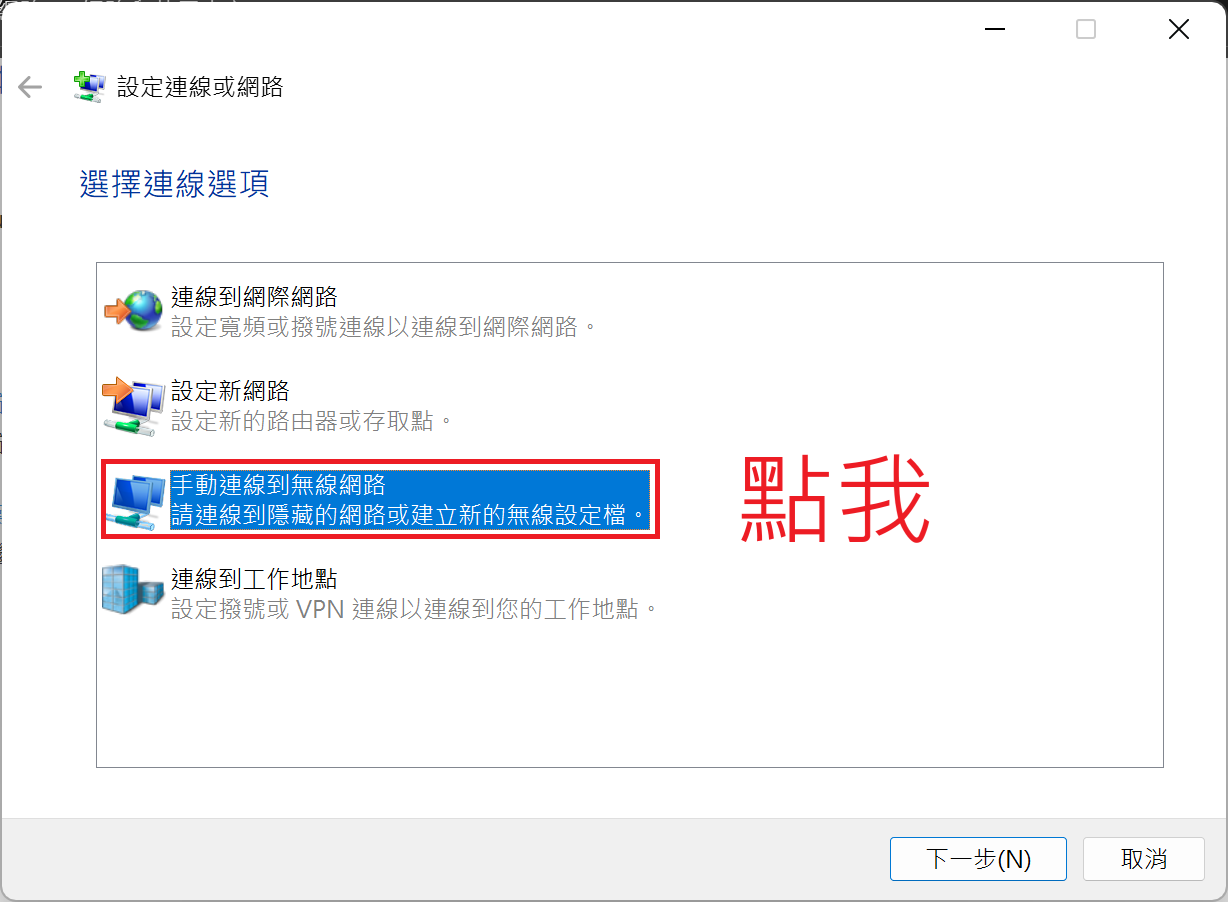 設定連線或網路
選擇連線選項
連線到網際網路
設定寬頻或撥號連線以連線到網際網路。
設定新網路
設定新的路由器或存取點。
手動連線到無線網路
請連線到隱藏的網路或建立新的無線設定檔。
點我
連線到工作地點
設定撥號或 VPN 連線以連線到您的工作地點。
下一步(N)
取消